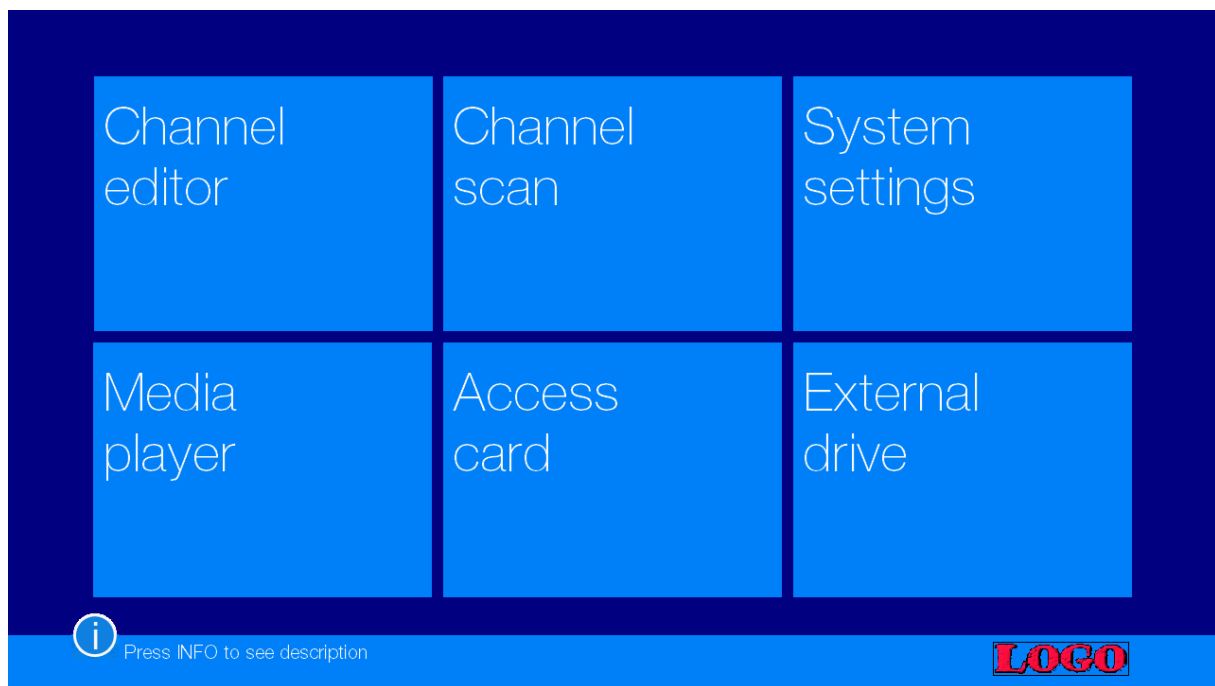 Channel
editor
Channel
scan
System
settings
Media
player
Access
card
External
drive
i
Press INFO to see description
LOGO